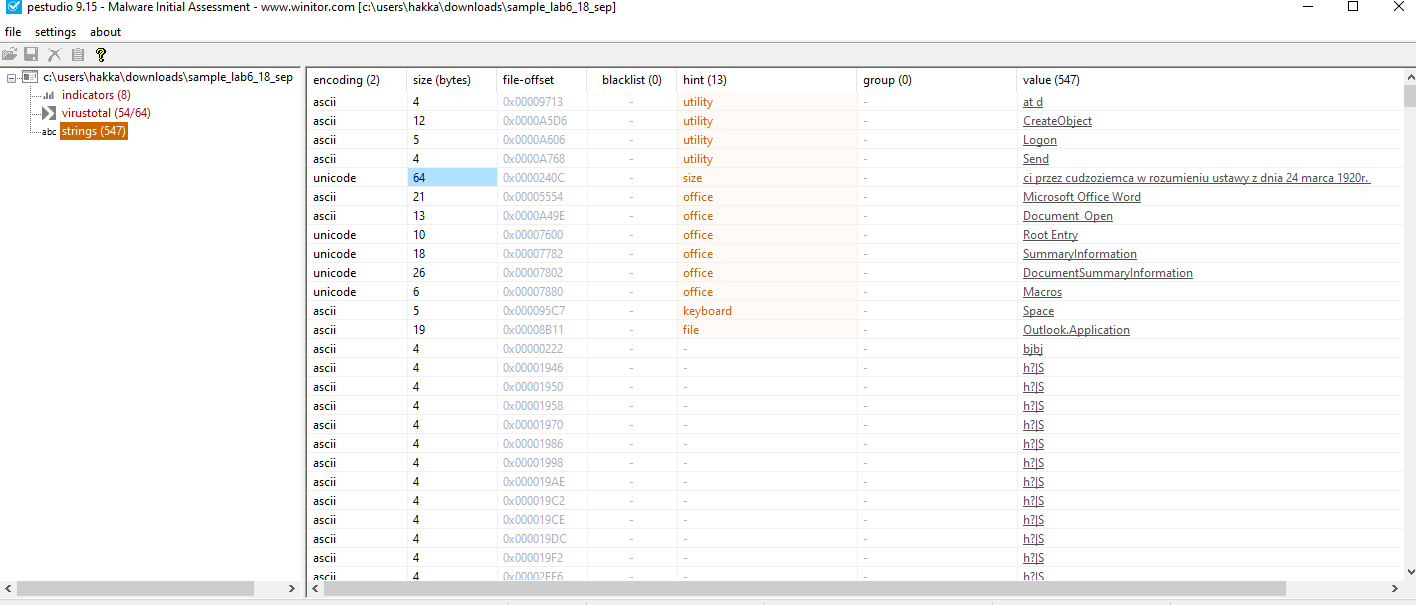 pestudio 9.15 - Malware Initial Assessment - www.winitor.com [c:\users\hakka\downloads\sample_lab6_18_sep]
file settings about
c:\users\hakka\downloads\sample_lab6_18_sep
indicators (8)
virustotal (54/64)
abc strings (547)
encoding (2) size (bytes) file-offset blacklist (0) hint (13) group (0) value (547)
ascii 4 0x00009713 - utility - at d
ascii 12 0x0000A5D6 - utility - CreateObject
ascii 5 0x0000A606 - utility - Logon
ascii 4 0x0000A768 - utility - Send
unicode 64 0x0000240C - size - ci przez cudzoziemca w rozumieniu ustawy z dnia 24 marca 1920r.
ascii 21 0x00005554 - office - Microsoft Office Word
ascii 13 0x0000A49E - office - Document_Open
unicode 10 0x00007600 - office - Root Entry
unicode 18 0x00007782 - office - SummaryInformation
unicode 26 0x00007802 - office - DocumentSummaryInformation
unicode 6 0x00007880 - office - Macros
ascii 5 0x000095C7 - keyboard - Space
ascii 19 0x00008B11 - file - Outlook.Application
ascii 4 0x00000222 - - - bjbj
ascii 4 0x00001946 - - - h?|S
ascii 4 0x00001950 - - - h?|S
ascii 4 0x00001958 - - - h?|S
ascii 4 0x00001970 - - - h?|S
ascii 4 0x00001986 - - - h?|S
ascii 4 0x00001998 - - - h?|S
ascii 4 0x000019AE - - - h?|S
ascii 4 0x000019C2 - - - h?|S
ascii 4 0x000019CE - - - h?|S
ascii 4 0x000019DC - - - h?|S
ascii 4 0x000019F2 - - - h?|S
ascii 4 - - - h?|S